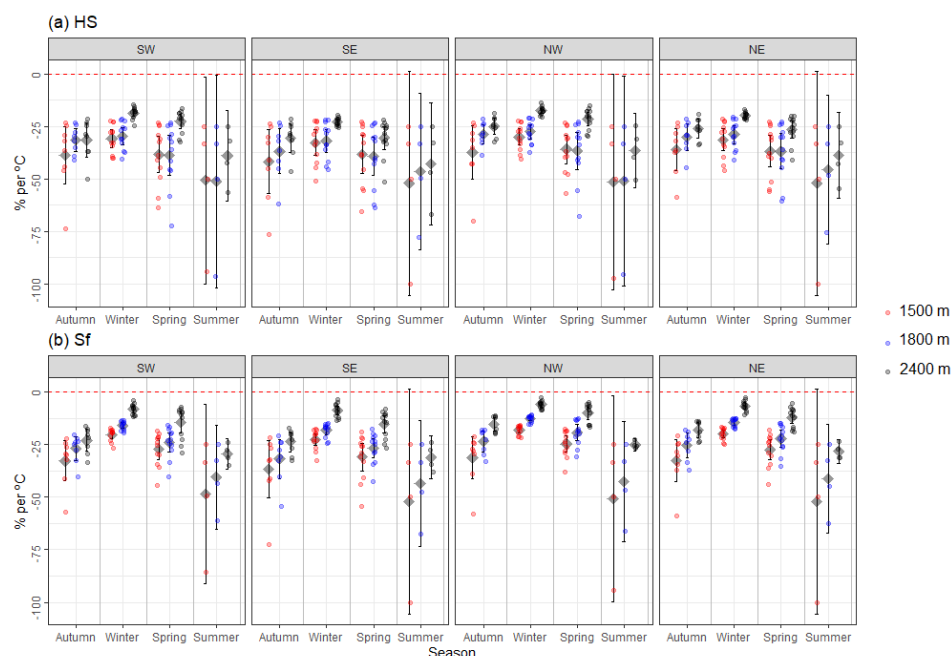 (a) HS
SW SE NW NE
0
-25
-50
-75
-100
% per ºC
Autumn Winter Spring Summer Autumn Winter Spring Summer Autumn Winter Spring Summer Autumn Winter Spring Summer
(b) Sf
SW SE NW NE
0
-25
-50
-75
-100
% per ºC
Autumn Winter Spring Summer Autumn Winter Spring Summer Autumn Winter Spring Summer Autumn Winter Spring Summer
Season
1500 m
1800 m
2400 m